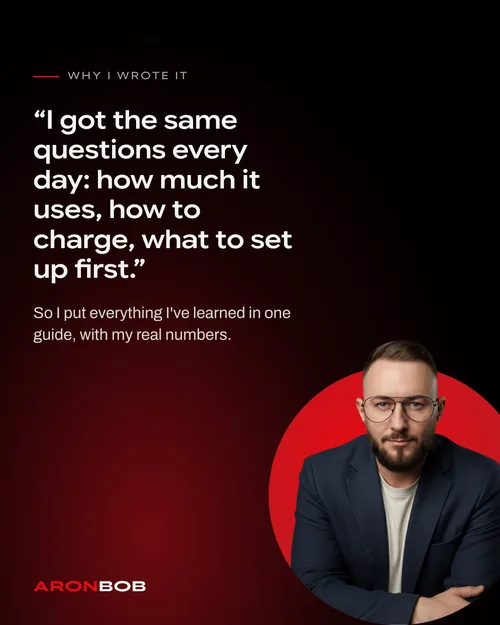 WHY I WROTE IT
“I got the same
questions every
day: how much it
uses, how to
charge, what to set
up first.”
So I put everything I've learned in one
guide, with my real numbers.
ARONBOB